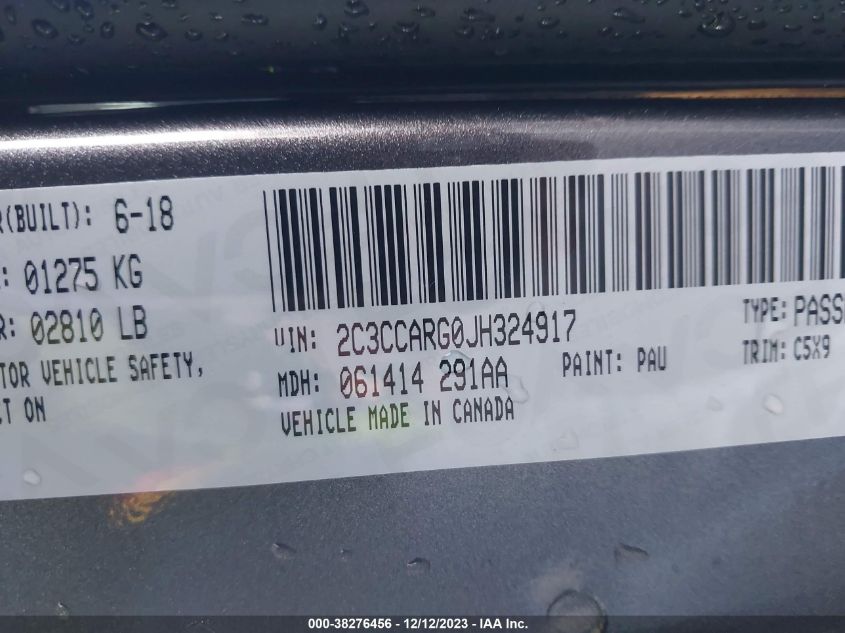 (BUILT): 6-18
01275 KG
02810 LB
VEHICLE SAFETY,
ON
VIN: 2C3CCARG0JH324917
MDH: 061414 291AA
VEHICLE MADE IN CANADA
PAINT: PAU
TYPE: PASS
TRIM: C5X9
000-38276456 - 12/12/2023 - IAA Inc.